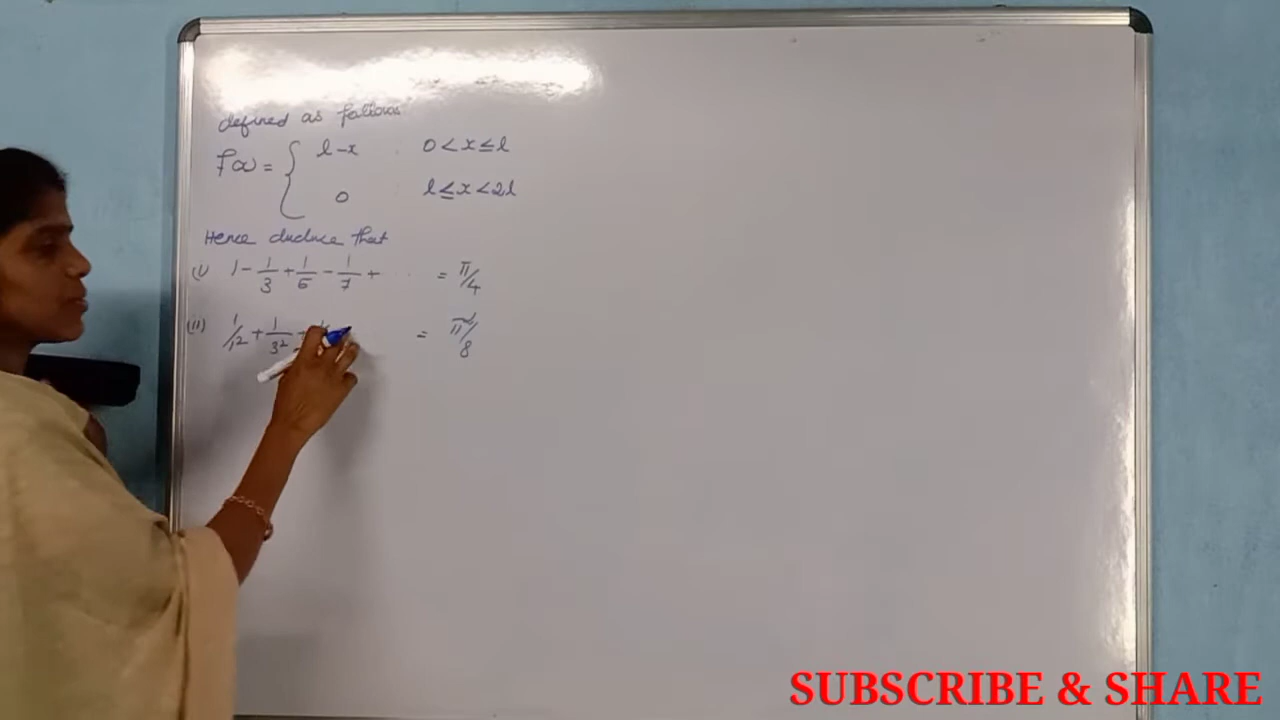 defined as follows
f(x) = { l-x 0 < x ≤ l
0 l ≤ x < 2l
Hence deduce that
(i) 1 - 1/3 + 1/5 - 1/7 + ... = π/4
(ii) 1/1² + 1/3² + = π²/8
SUBSCRIBE & SHARE